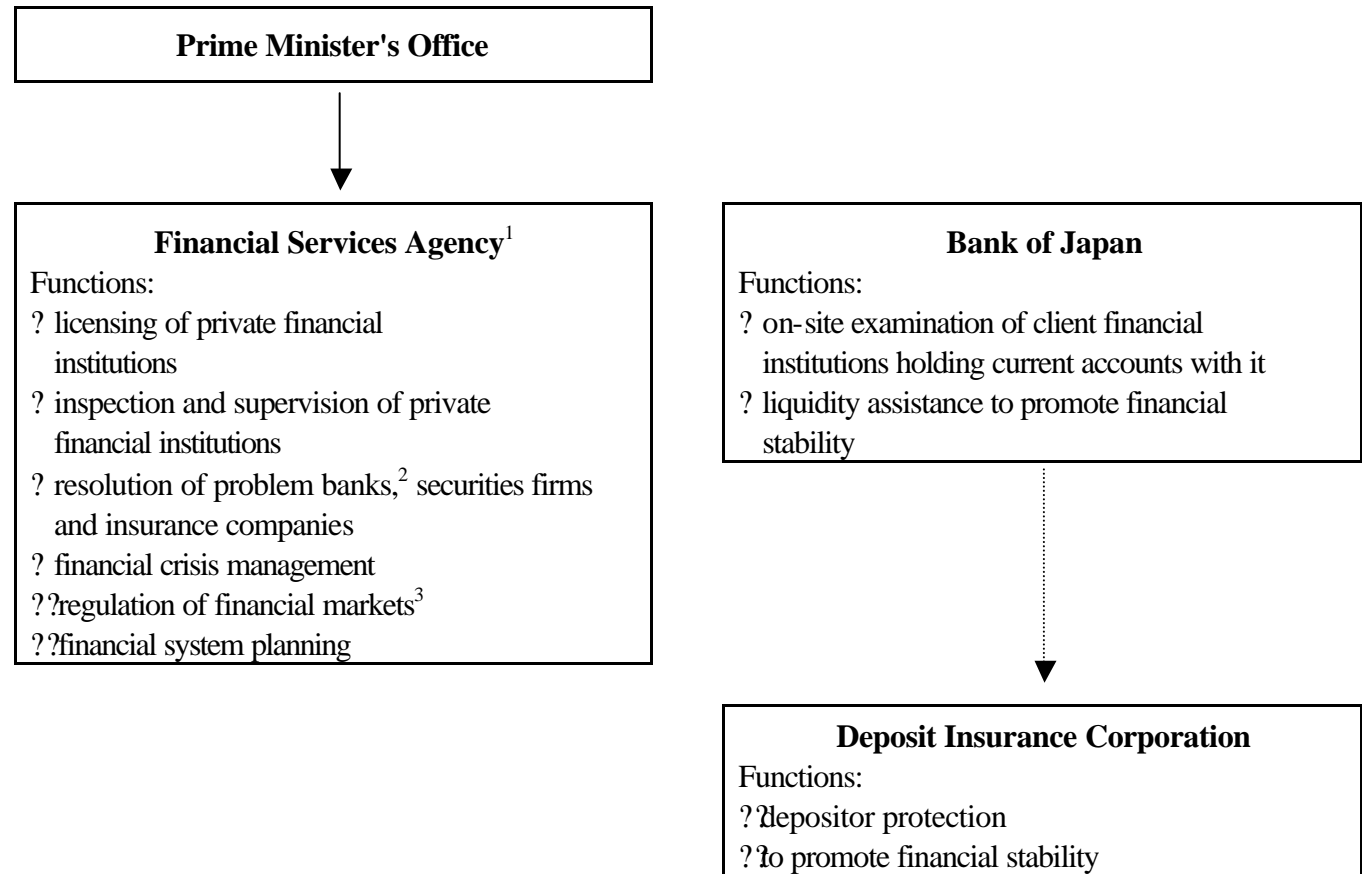 Prime Minister's Office
Financial Services Agency1
Functions:
? licensing of private financial
institutions
? inspection and supervision of private
financial institutions
? resolution of problem banks,2 securities firms
and insurance companies
? financial crisis management
??regulation of financial markets3
??financial system planning
Bank of Japan
Functions:
? on-site examination of client financial
institutions holding current accounts with it
? liquidity assistance to promote financial
stability
Deposit Insurance Corporation
Functions:
??depositor protection
??to promote financial stability